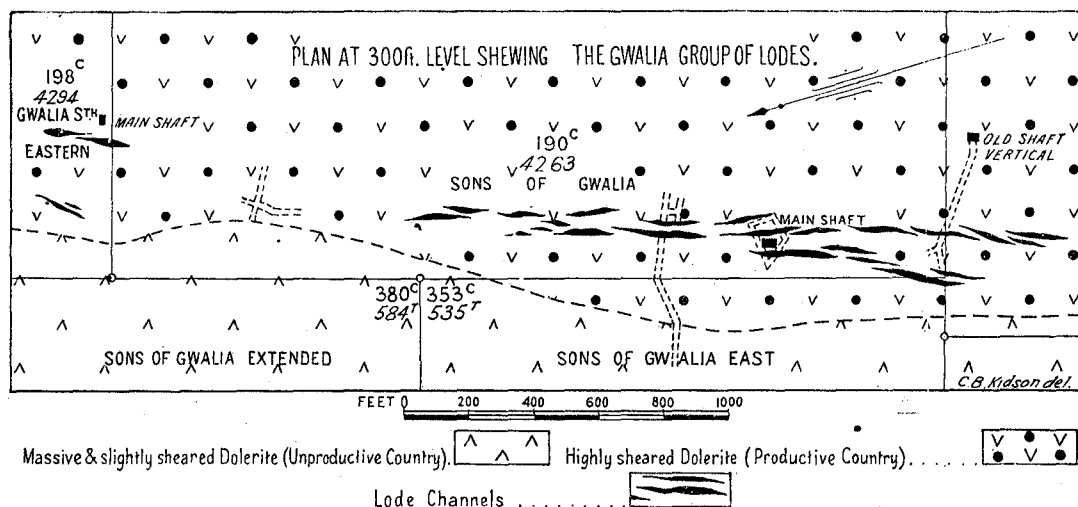 PLAN AT 300ft. LEVEL SHEWING THE GWALIA GROUP OF LODES.
198C
4294
GWALIA STH
MAIN SHAFT
EASTERN
190C
4263
SONS OF GWALIA
OLD SHAFT
VERTICAL
MAIN SHAFT
380C 353C
584T 535T
SONS OF GWALIA EXTENDED
SONS OF GWALIA EAST
C.B. Kidson del.
FEET 0 200 400 600 800 1000
Massive & slightly sheared Dolerite (Unproductive Country).
Highly sheared Dolerite (Productive Country)........
Lode Channels ..........